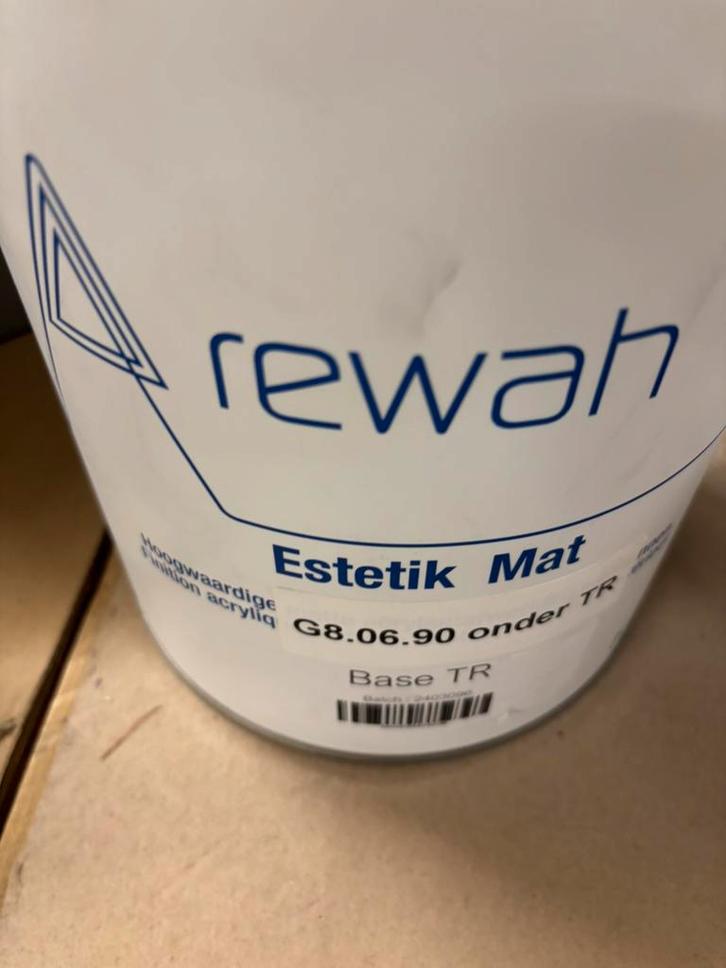 rewah
Estetik Mat
Hoogwaardige
Finition acryliq
G8.06.90 onder TR
Base TR